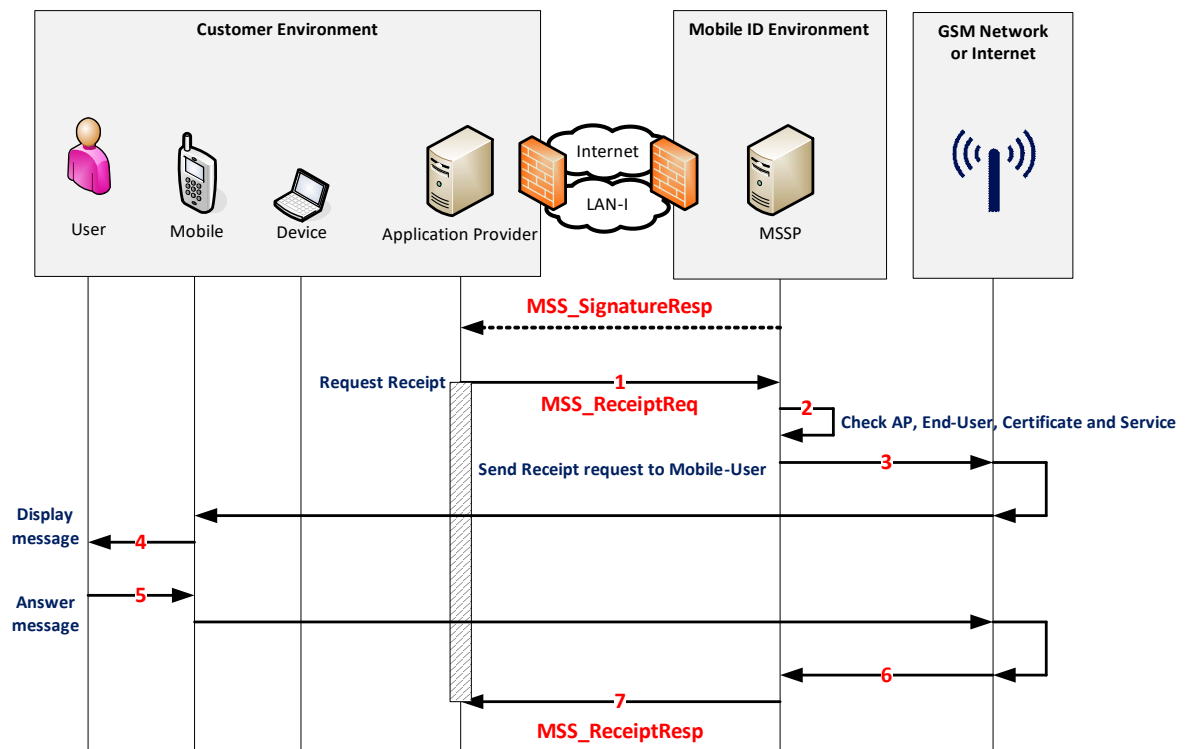 Customer Environment
Mobile ID Environment
GSM Network
or Internet
Internet
LAN-I
User
Mobile
Device
Application Provider
MSSP
MSS_SignatureResp
Request Receipt
1
MSS_ReceiptReq
2
Check AP, End-User, Certificate and Service
Send Receipt request to Mobile-User
3
Display
message
4
5
Answer
message
6
7
MSS_ReceiptResp